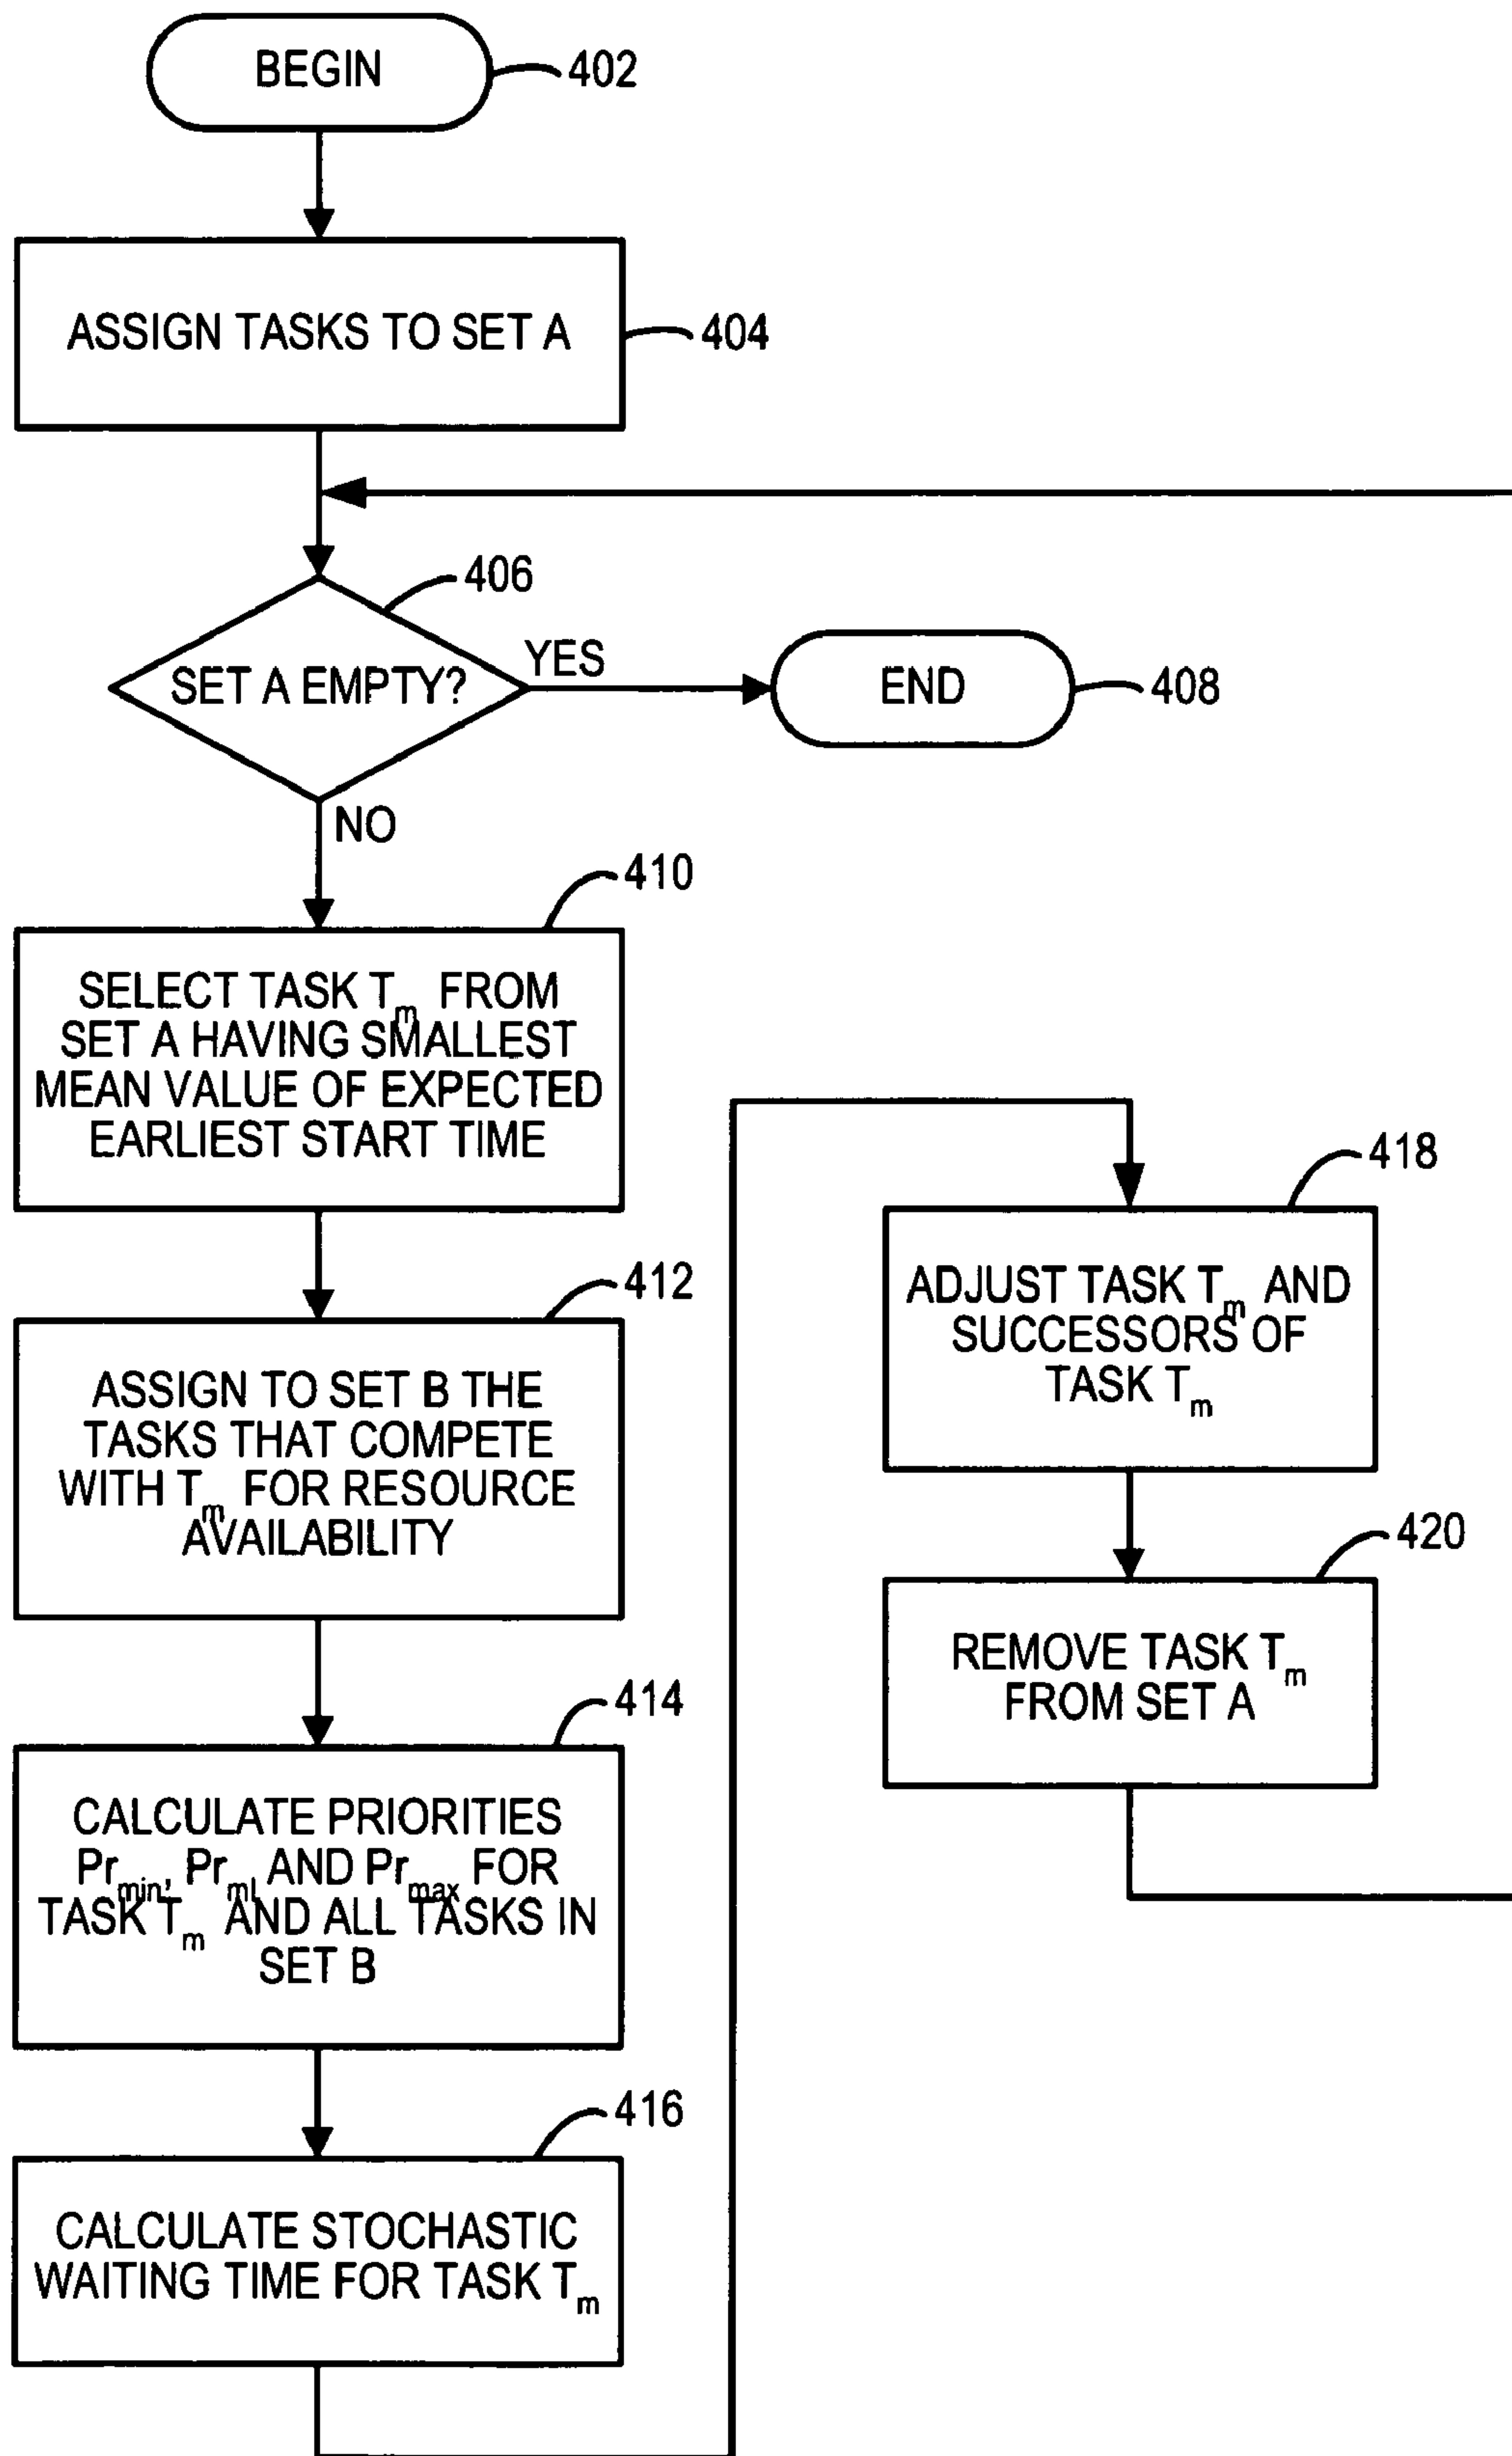 BEGIN
402
ASSIGN TASKS TO SET A
404
406
SET A EMPTY?
YES
END
408
NO
410
SELECT TASK Tm FROM
SET A HAVING SMALLEST
MEAN VALUE OF EXPECTED
EARLIEST START TIME
412
ASSIGN TO SET B THE
TASKS THAT COMPETE
WITH Tm FOR RESOURCE
AVAILABILITY
414
CALCULATE PRIORITIES
Prmin, Prml AND Prmax FOR
TASK Tm AND ALL TASKS IN
SET B
416
CALCULATE STOCHASTIC
WAITING TIME FOR TASK Tm
418
ADJUST TASK Tm AND
SUCCESSORS OF
TASK Tm
420
REMOVE TASK Tm
FROM SET A